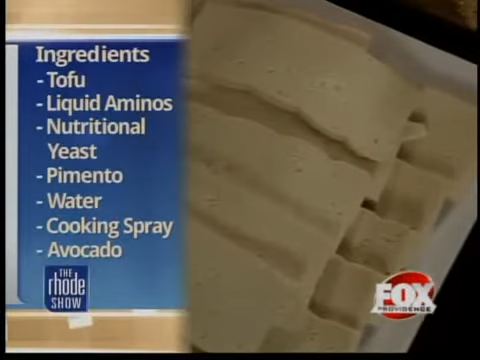 Ingredients
- Tofu
- Liquid Aminos
- Nutritional
Yeast
- Pimento
- Water
- Cooking Spray
- Avocado
THE
rhode
SHOW
FOX
PROVIDENCE